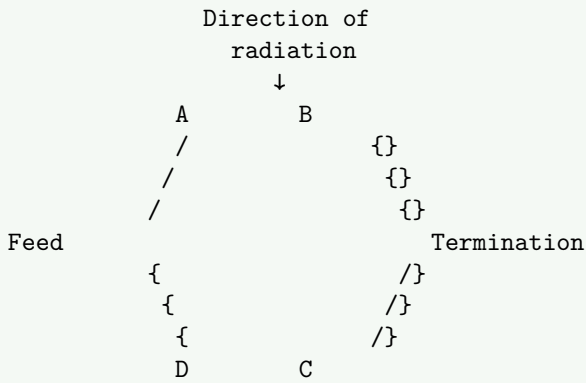 Direction of
radiation
↓
A B
/ {}
/ {}
/ {}
Feed Termination
{ /}
{ /}
{ /}
D C